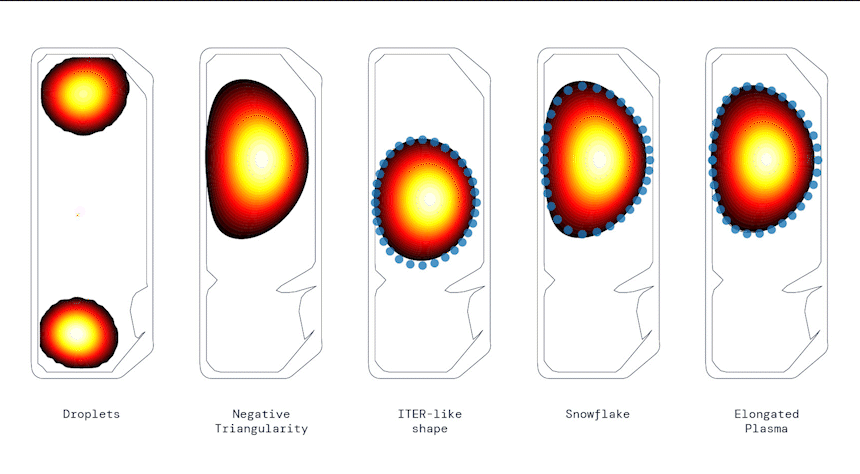 Droplets
Negative
Triangularity
ITER-like
shape
Snowflake
Elongated
Plasma